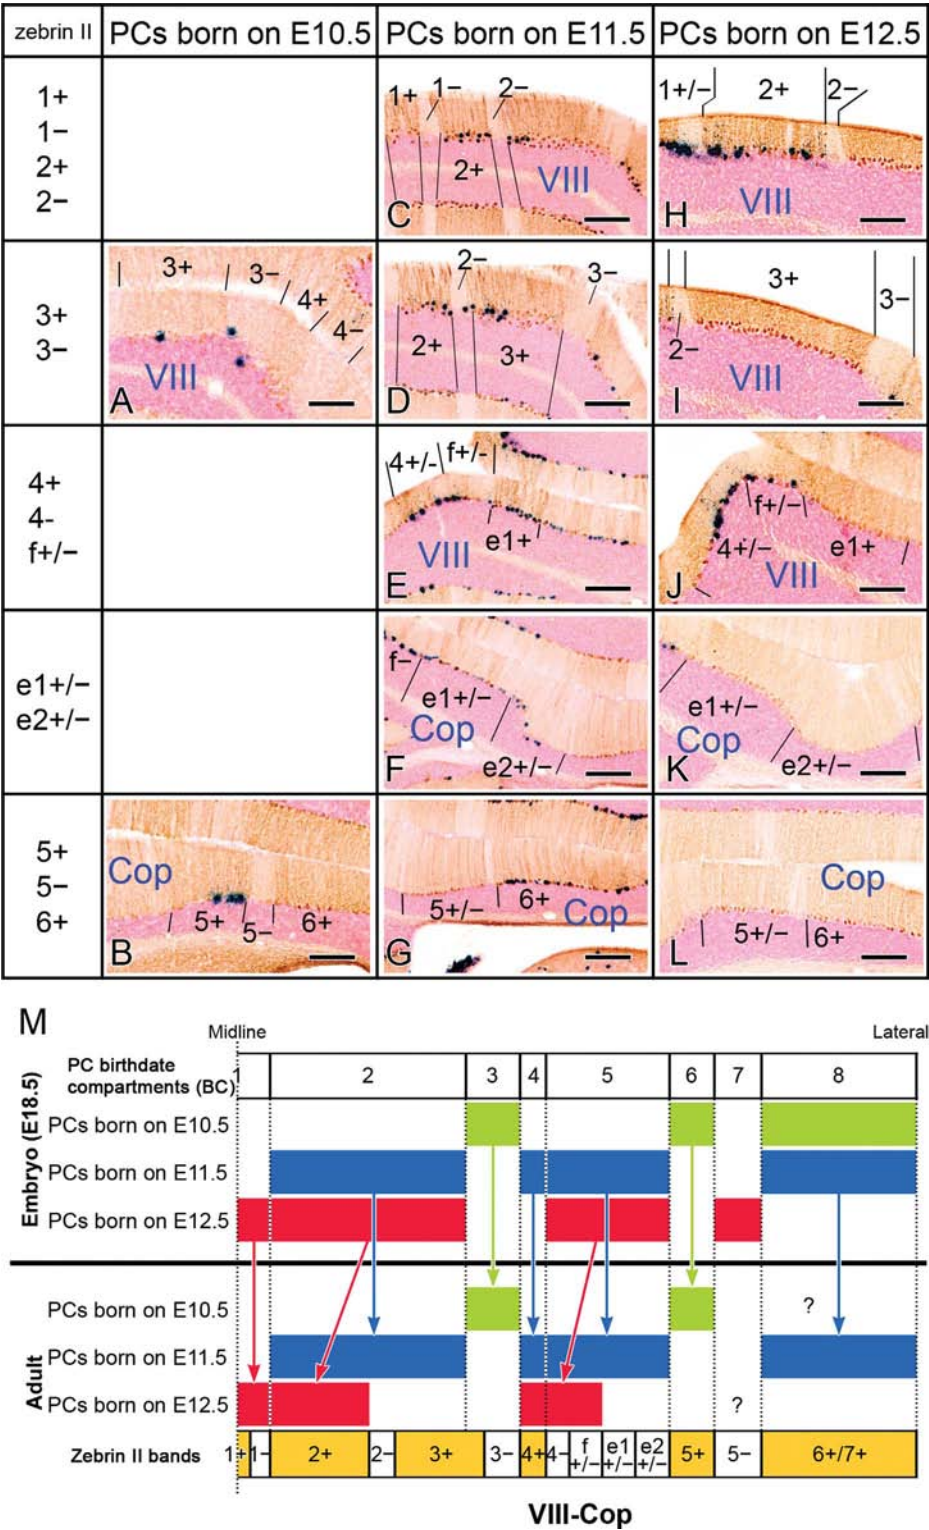 zebrin II PCs born on E10.5 PCs born on E11.5 PCs born on E12.5
1+
1−
2+
2−
1+ 1− 2−
2+
VIII
C
1+/− 2+ 2−
VIII
H
3+
3−
3+ 3− 4+ 4−
VIII
A
2− 3−
2+ 3+
D
3+
3−
2−
VIII
I
4+
4-
f+/−
4+/- f+/-
e1+
VIII
E
f+/−
4+/− e1+
VIII
J
e1+/−
e2+/−
f−
e1+/−
Cop
e2+/−
F
e1+/−
Cop
e2+/−
K
5+
5−
6+
Cop
5+ 5− 6+
B
5+/− 6+
Cop
G
Cop
5+/− 6+
L
M
Midline Lateral
PC birthdate
compartments (BC)
1 2 3 4 5 6 7 8
Embryo (E18.5)
PCs born on E10.5
PCs born on E11.5
PCs born on E12.5
Adult
PCs born on E10.5 ?
PCs born on E11.5
PCs born on E12.5 ?
Zebrin II bands 1+ 1− 2+ 2− 3+ 3− 4+ 4− f +/− e1 +/− e2 +/− 5+ 5− 6+/7+
VIII-Cop